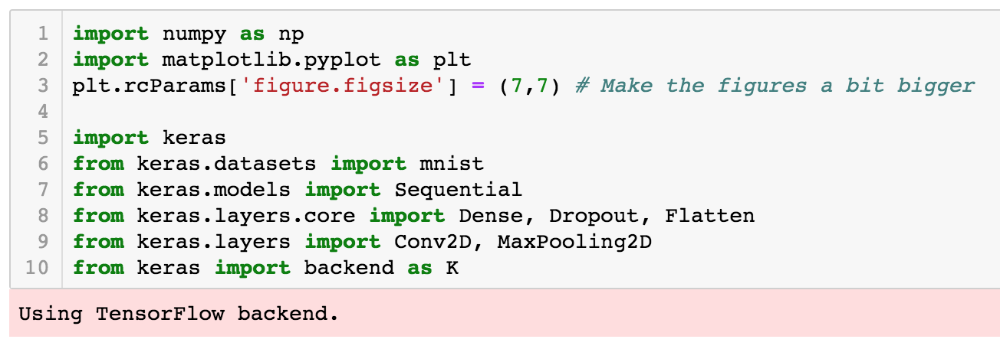 1 import numpy as np
2 import matplotlib.pyplot as plt
3 plt.rcParams['figure.figsize'] = (7,7) # Make the figures a bit bigger
4
5 import keras
6 from keras.datasets import mnist
7 from keras.models import Sequential
8 from keras.layers.core import Dense, Dropout, Flatten
9 from keras.layers import Conv2D, MaxPooling2D
10 from keras import backend as K
Using TensorFlow backend.